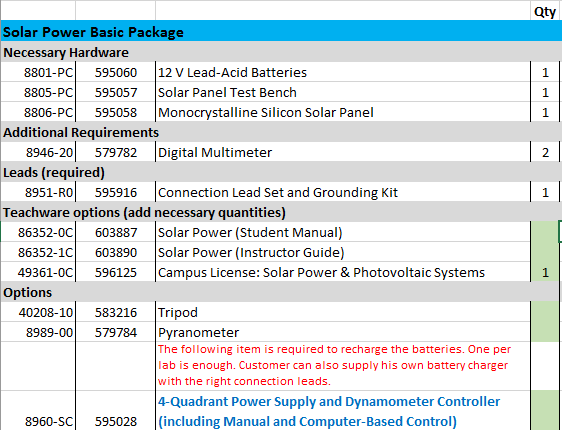 Qty
Solar Power Basic Package
Necessary Hardware
8801-PC 595060 12 V Lead-Acid Batteries 1
8805-PC 595057 Solar Panel Test Bench 1
8806-PC 595058 Monocrystalline Silicon Solar Panel 1
Additional Requirements
8946-20 579782 Digital Multimeter 2
Leads (required)
8951-R0 595916 Connection Lead Set and Grounding Kit 1
Teachware options (add necessary quantities)
86352-0C 603887 Solar Power (Student Manual)
86352-1C 603890 Solar Power (Instructor Guide)
49361-0C 596125 Campus License: Solar Power & Photovoltaic Systems 1
Options
40208-10 583216 Tripod
8989-00 579784 Pyranometer
The following item is required to recharge the batteries. One per
lab is enough. Customer can also supply his own battery charger
with the right connection leads.
4-Quadrant Power Supply and Dynamometer Controller
8960-SC 595028 (including Manual and Computer-Based Control)